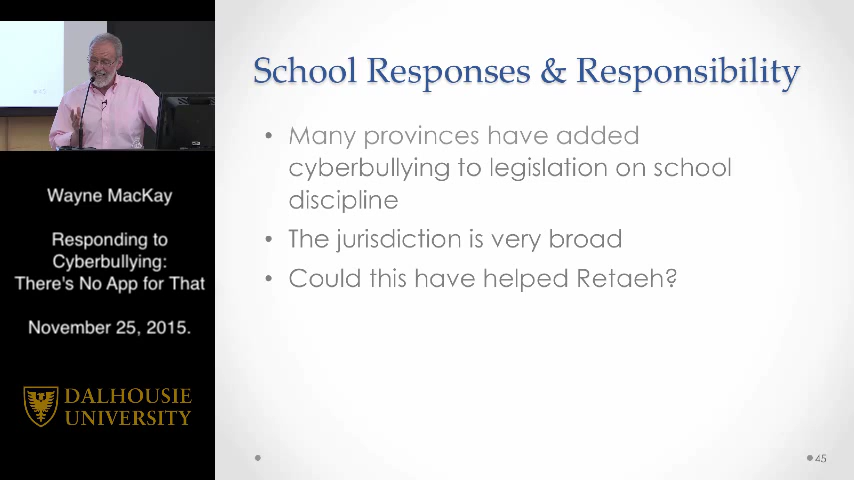 Wayne MacKay
Responding to
Cyberbullying:
There's No App for That
November 25, 2015.
DALHOUSIE
UNIVERSITY
School Responses & Responsibility
• Many provinces have added
cyberbullying to legislation on school
discipline
• The jurisdiction is very broad
• Could this have helped Retaeh?
45